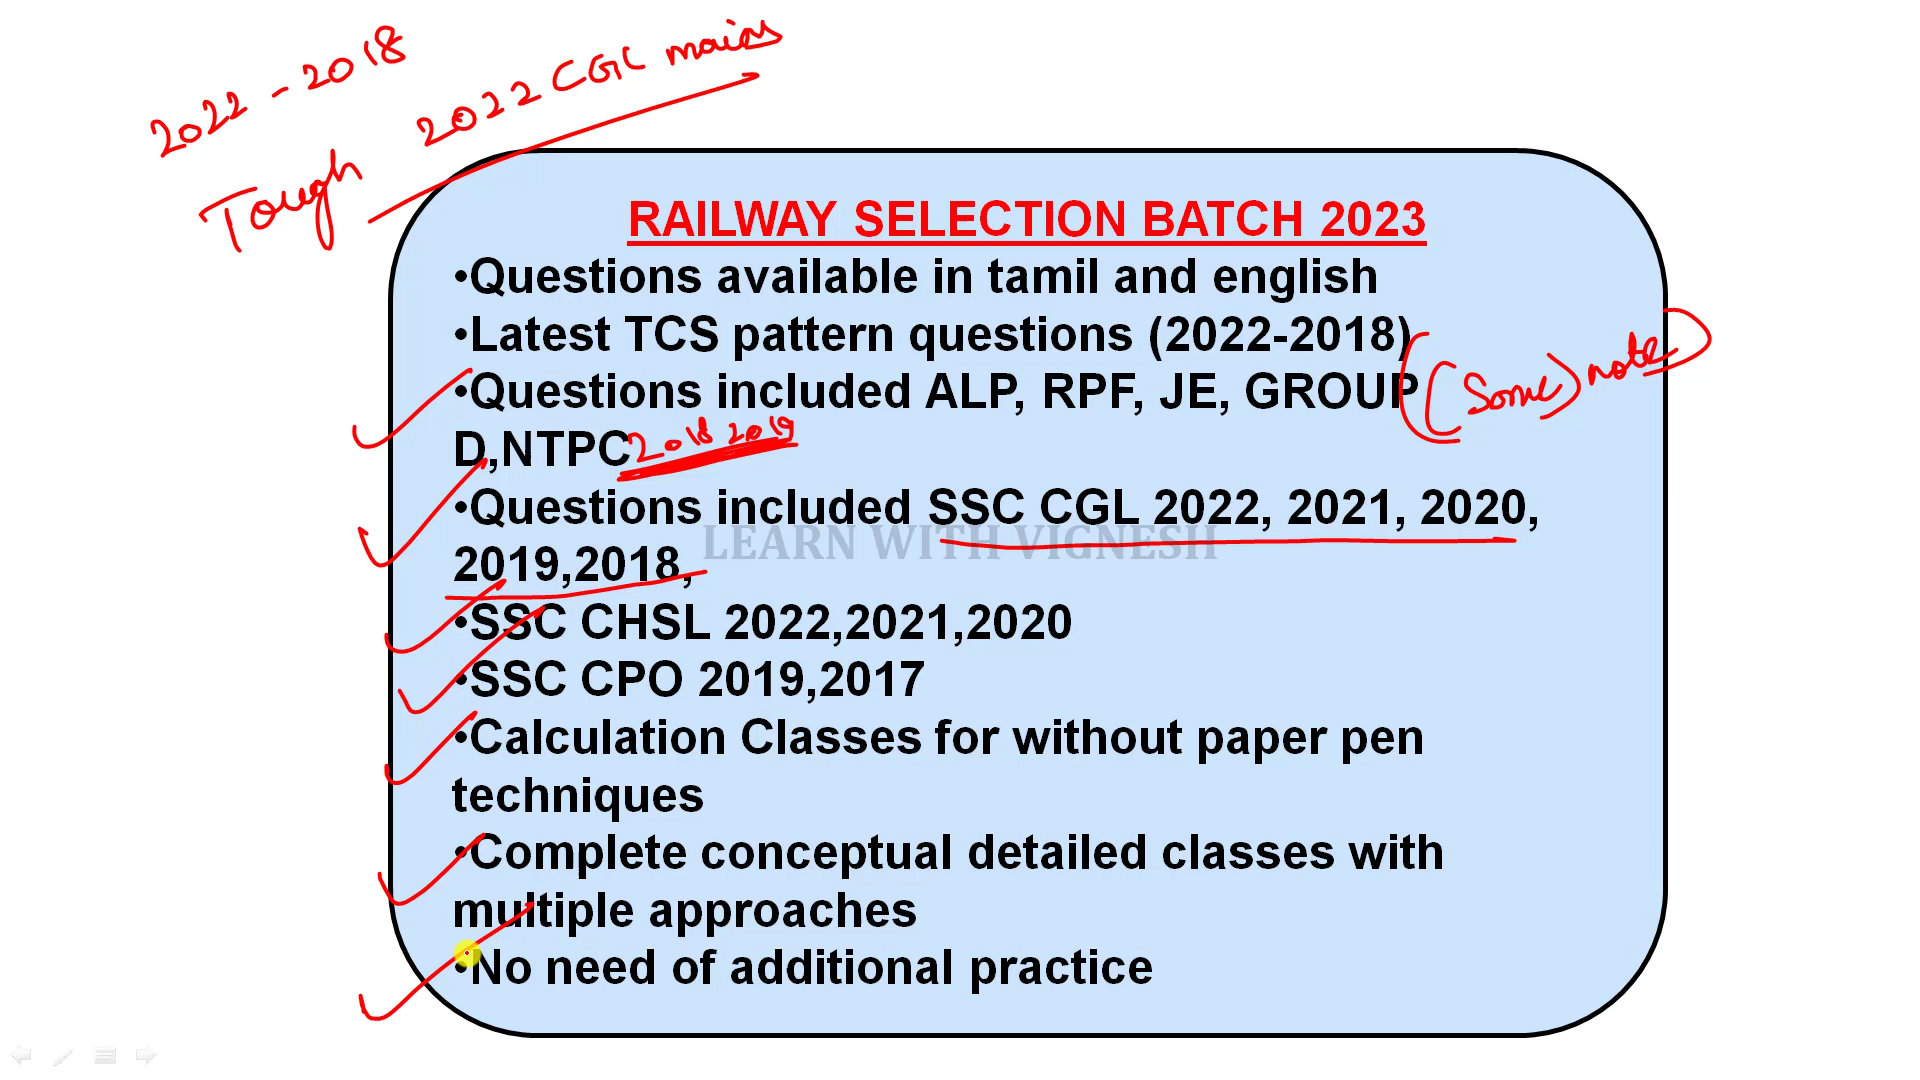 2022 - 2018
Tough 2022 CGL mains
RAILWAY SELECTION BATCH 2023
•Questions available in tamil and english
•Latest TCS pattern questions (2022-2018)
•Questions included ALP, RPF, JE, GROUP
(Some) note
D,NTPC 2018 2019
•Questions included SSC CGL 2022, 2021, 2020,
LEARN WITH VIGNESH
2019,2018,
•SSC CHSL 2022,2021,2020
•SSC CPO 2019,2017
•Calculation Classes for without paper pen
techniques
•Complete conceptual detailed classes with
multiple approaches
•No need of additional practice